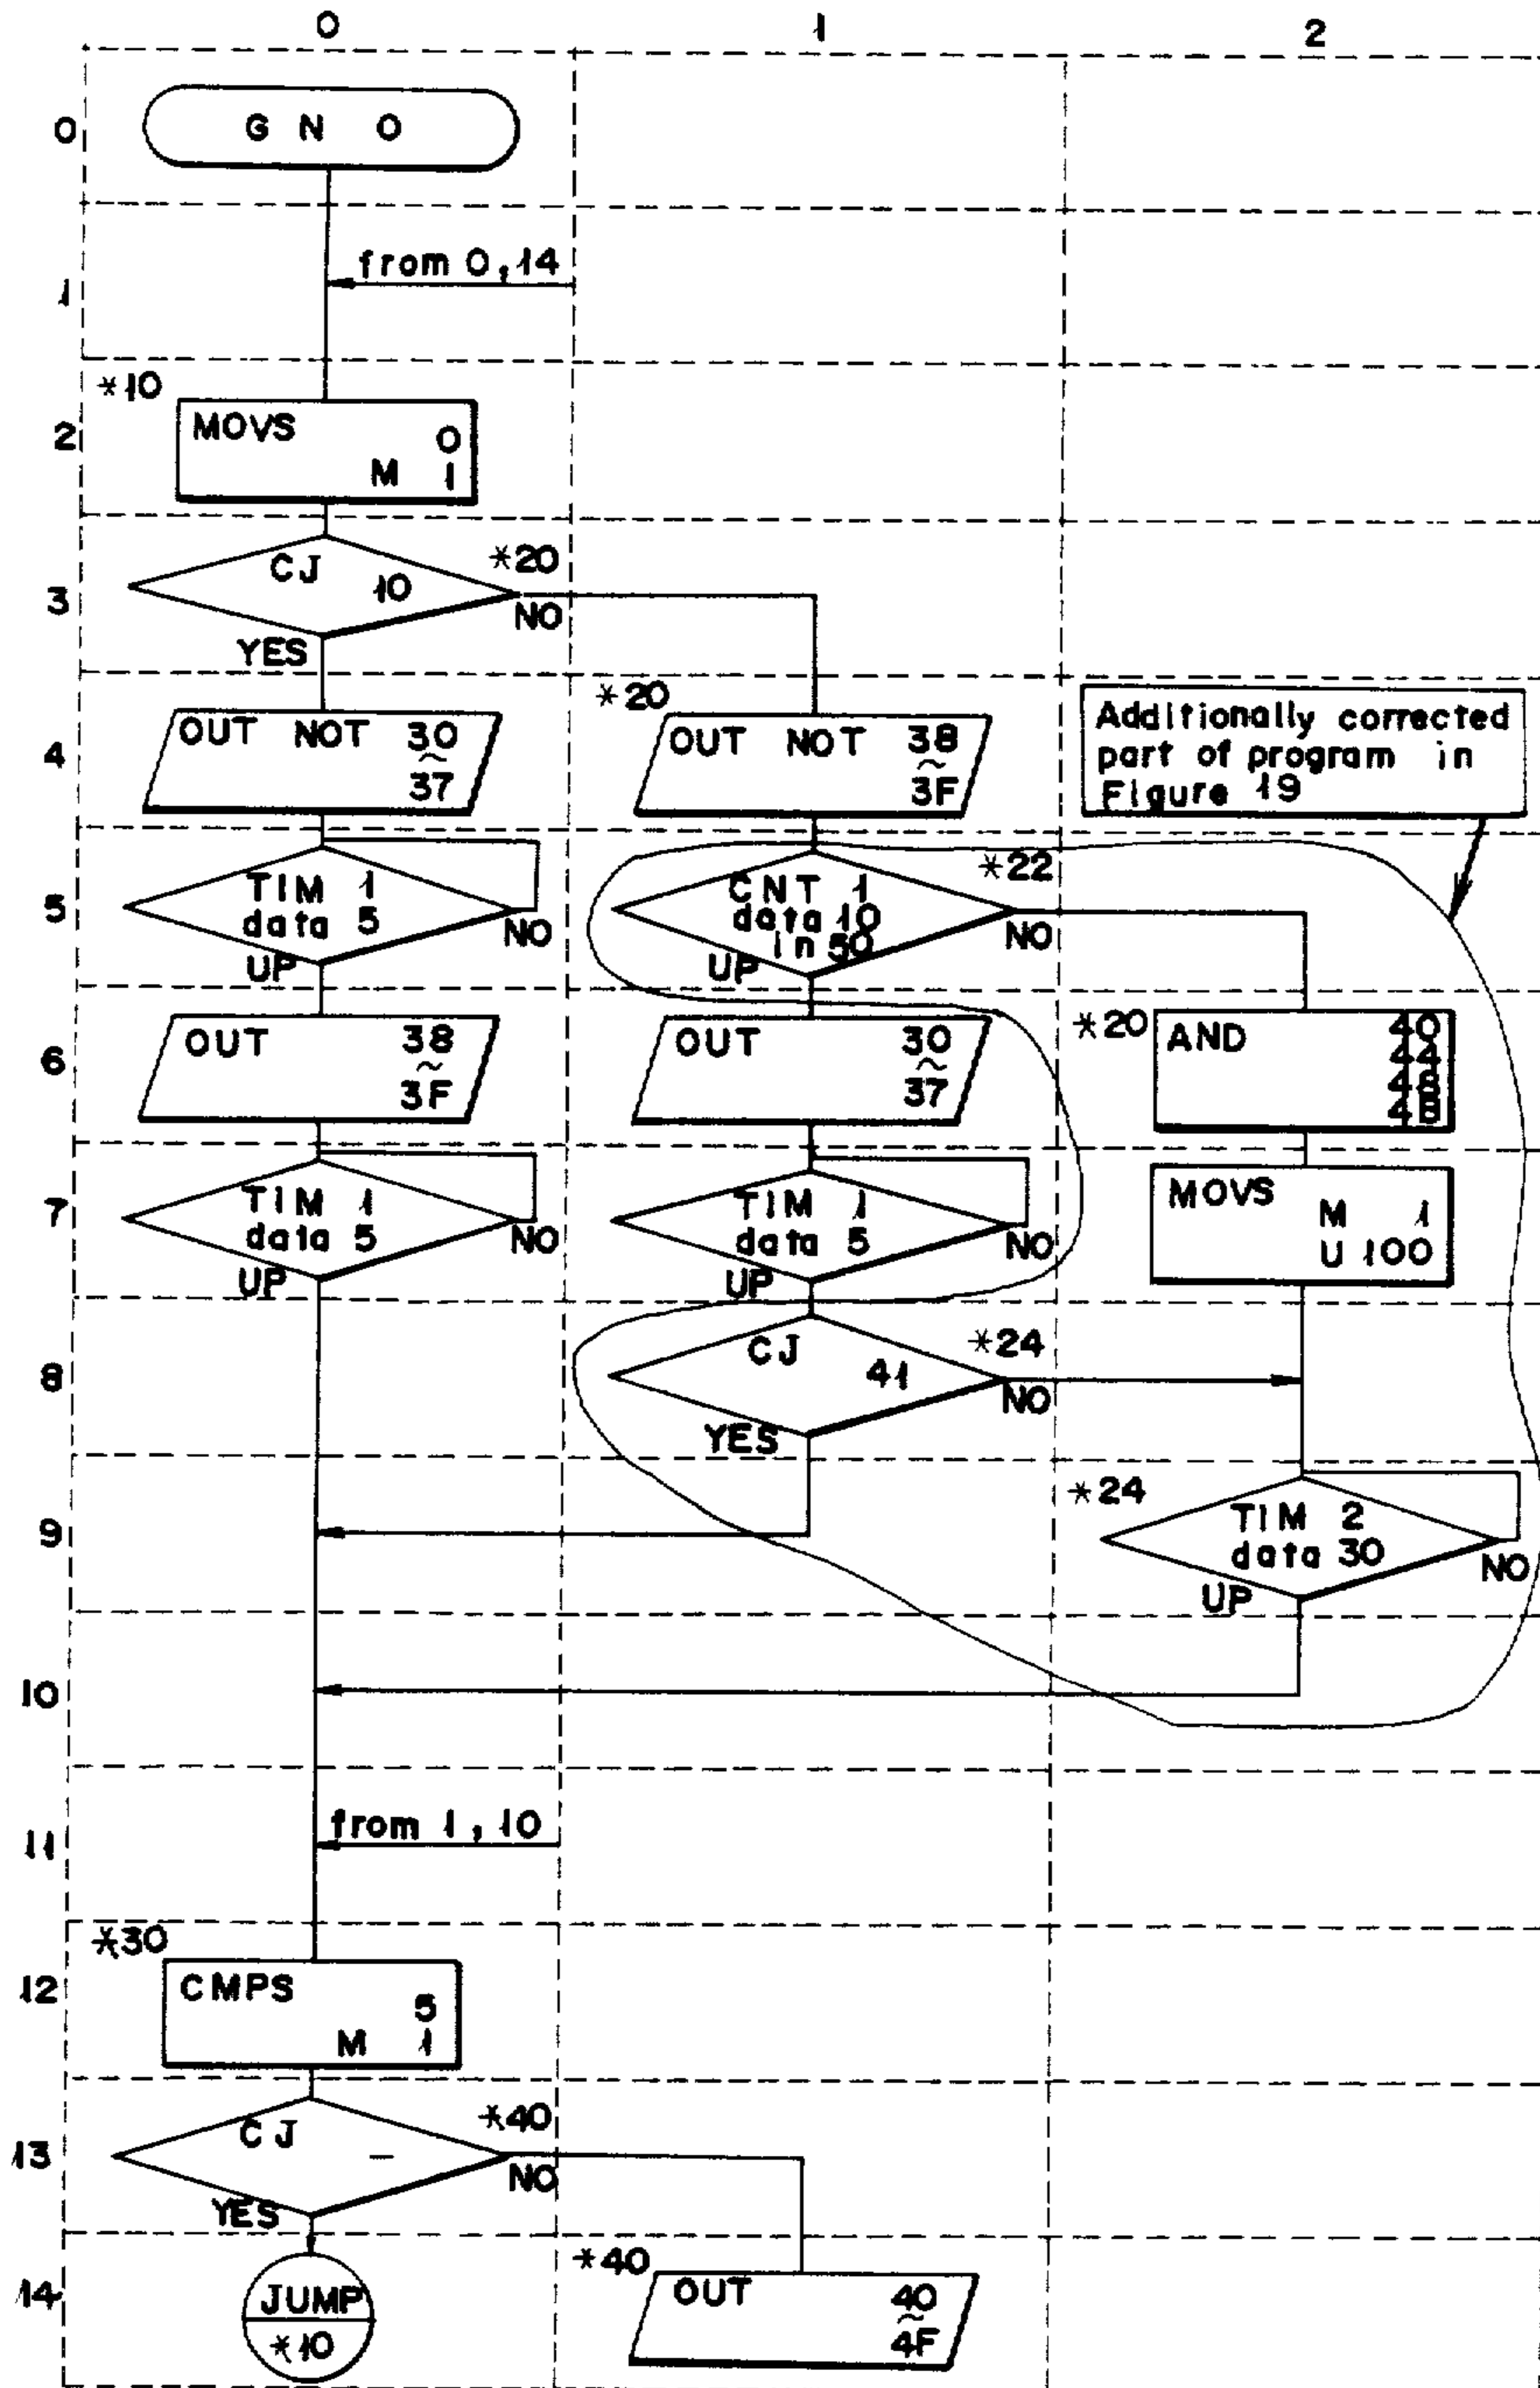 0 1 2
0
G N 0
1
from 0,14
*10
2
MOVS 0
M 1
3
CJ 10
*20
NO
YES
4
OUT NOT 30
~
37
*20
OUT NOT 38
~
3F
Additionally corrected
part of program in
Figure 19
5
TIM 1
data 5
NO
UP
CNT 1
data 10
in 50
*22
NO
UP
6
OUT 38
~
3F
OUT 30
~
37
*20
AND 40
44
7
TIM 1
data 5
NO
UP
TIM 1
data 5
NO
UP
MOVS
M 1
U 100
8
CJ 41
*24
NO
YES
9
*24
TIM 2
data 30
NO
UP
10
11
from 1,10
*30
12
CMPS 5
M 1
13
CJ –
*40
NO
YES
14
JUMP
*10
*40
OUT 40
~
4F